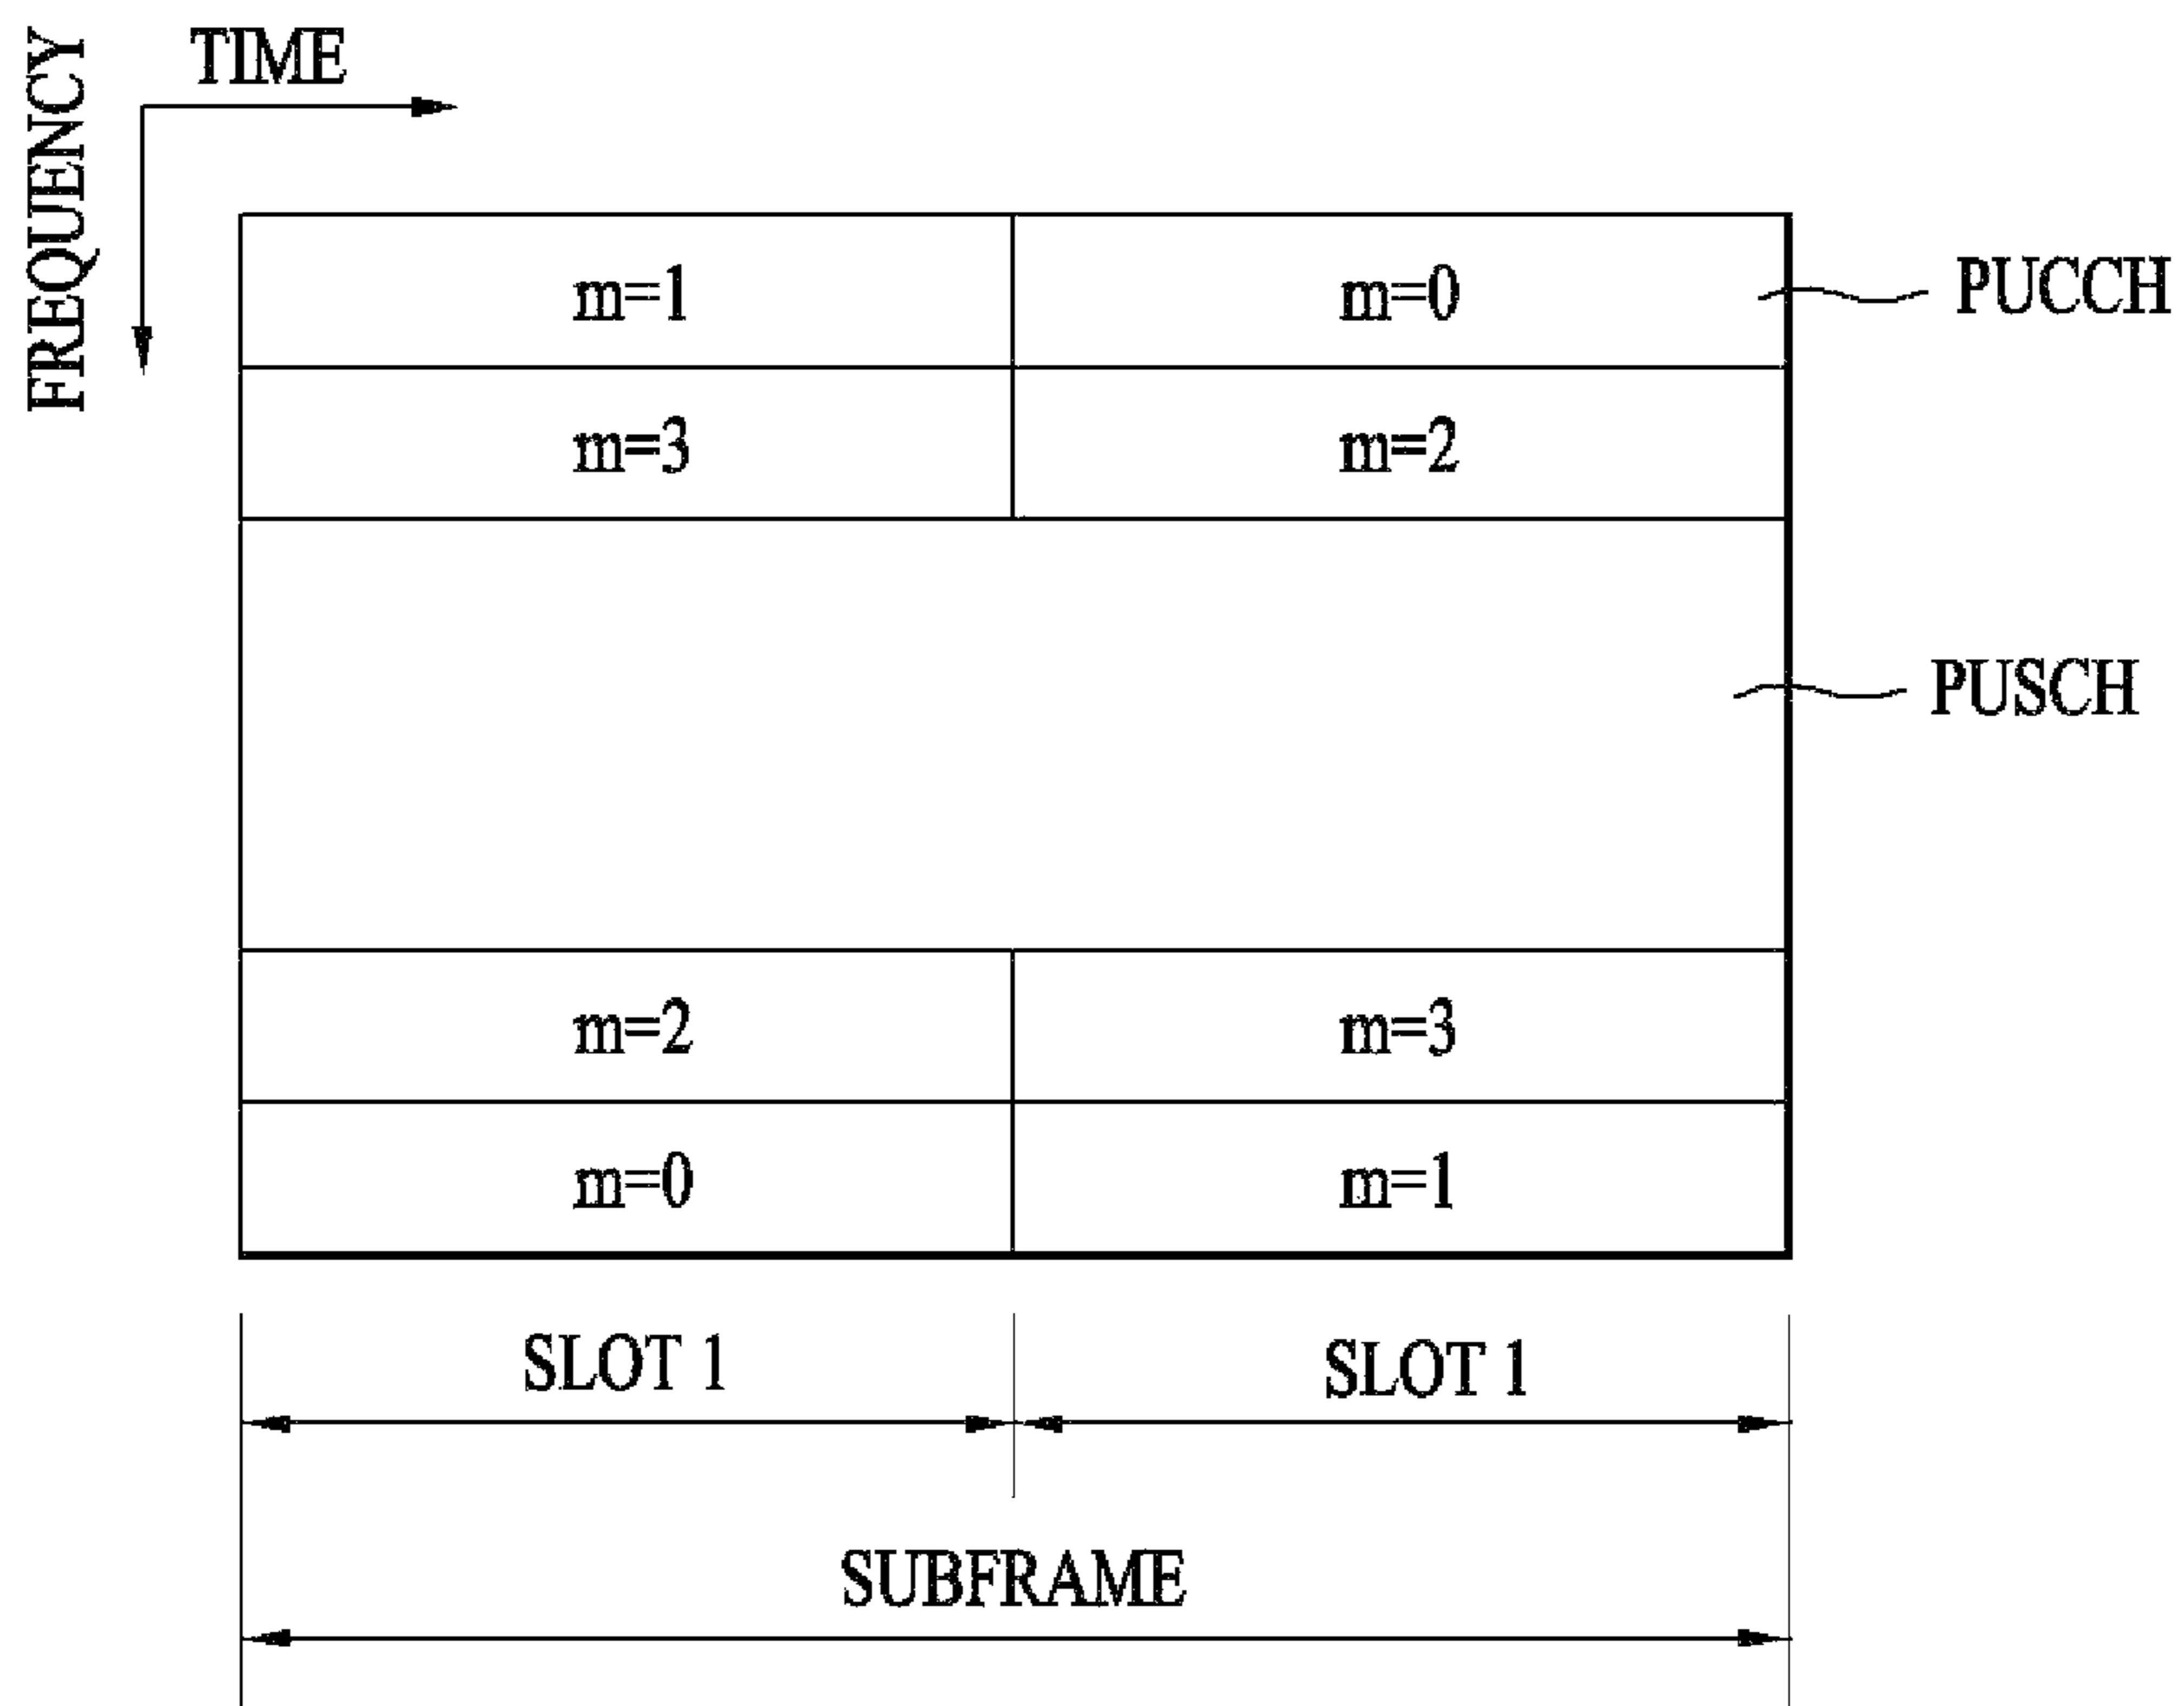 TIME
FREQUENCY
m=1 m=0 PUCCH
m=3 m=2
PUSCH
m=2 m=3
m=0 m=1
SLOT 1 SLOT 1
SUBFRAME